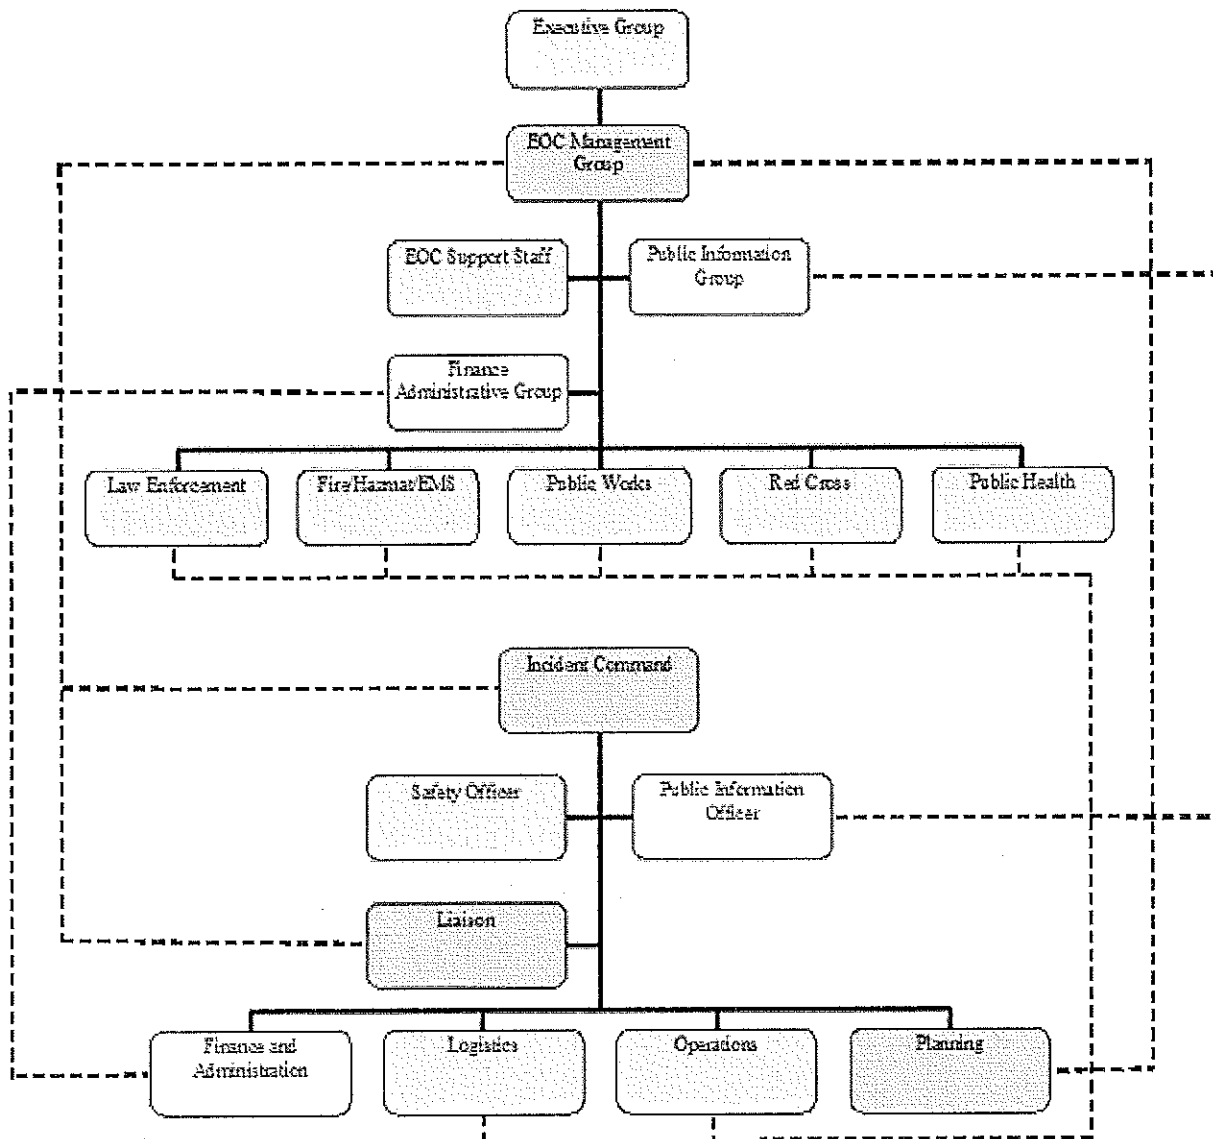 Executive Group
EOC Management
Group
EOC Support Staff
Public Information
Group
Finance
Administrative Group
Law Enforcement
Fire/Hazmat/EMS
Public Works
Red Cross
Public Health
Incident Command
Safety Officer
Public Information
Officer
Liaison
Finance and
Administration
Logistics
Operations
Planning